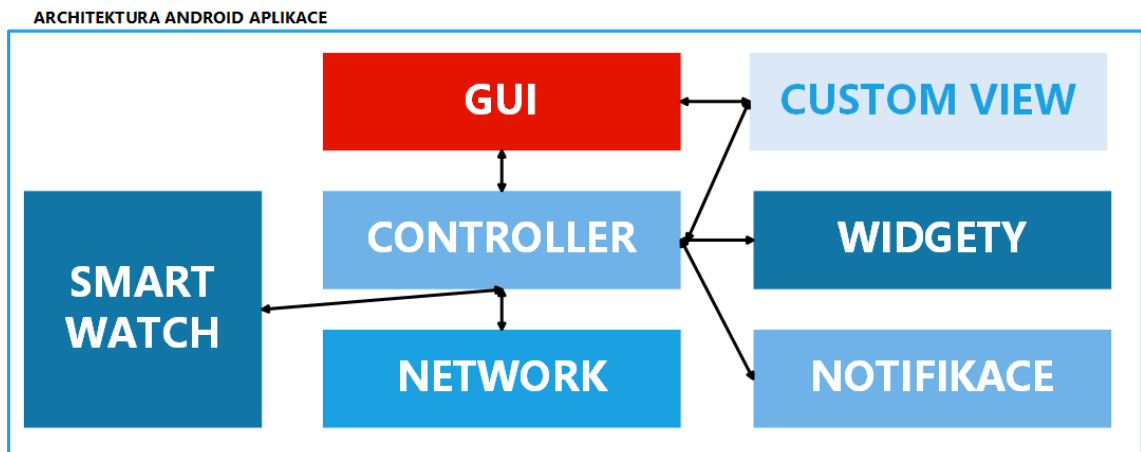 ARCHITEKTURA ANDROID APLIKACE
GUI
CUSTOM VIEW
SMART
WATCH
CONTROLLER
WIDGETY
NETWORK
NOTIFIKACE